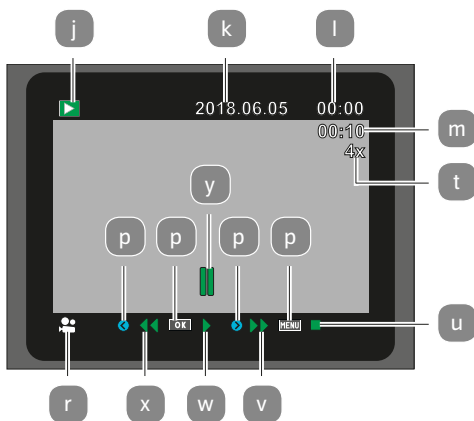 j k l
2018.06.05 00:00
00:10 m
4x
t
y
p p p p
OK MENU
u
r x w v